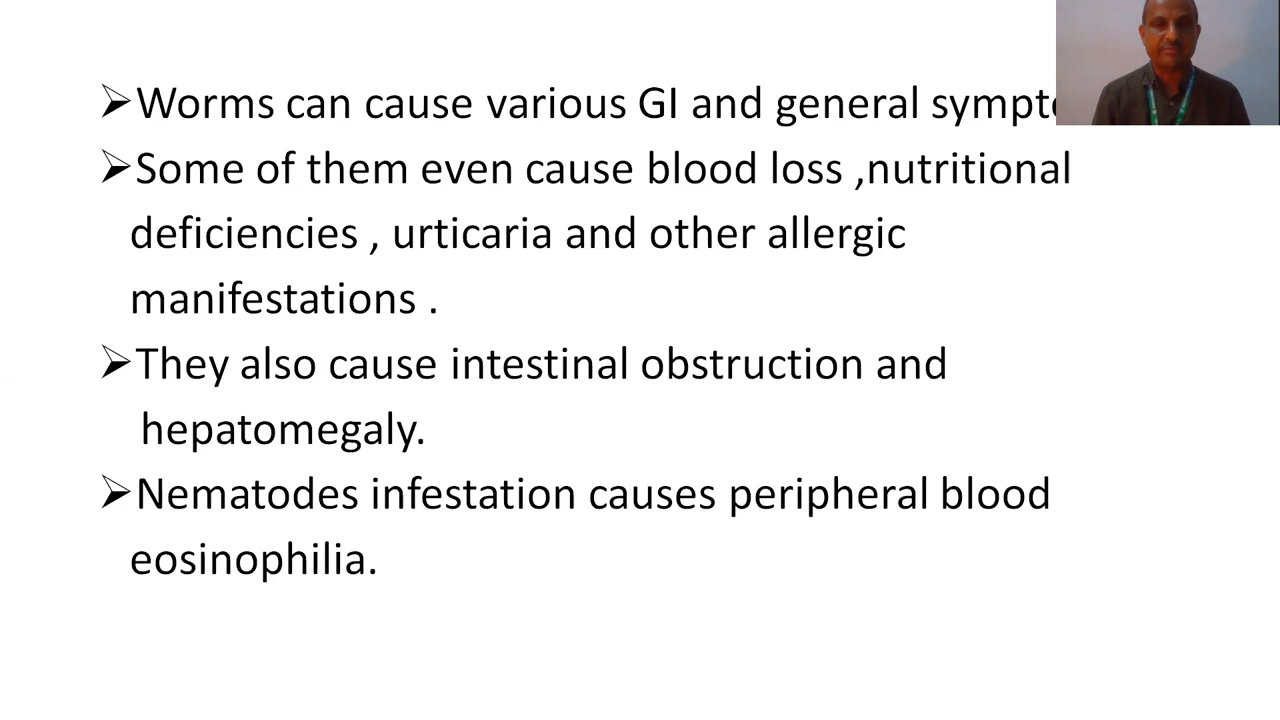 ➢Worms can cause various GI and general
➢Some of them even cause blood loss ,nutritional
deficiencies , urticaria and other allergic
manifestations .
➢They also cause intestinal obstruction and
hepatomegaly.
➢Nematodes infestation causes peripheral blood
eosinophilia.